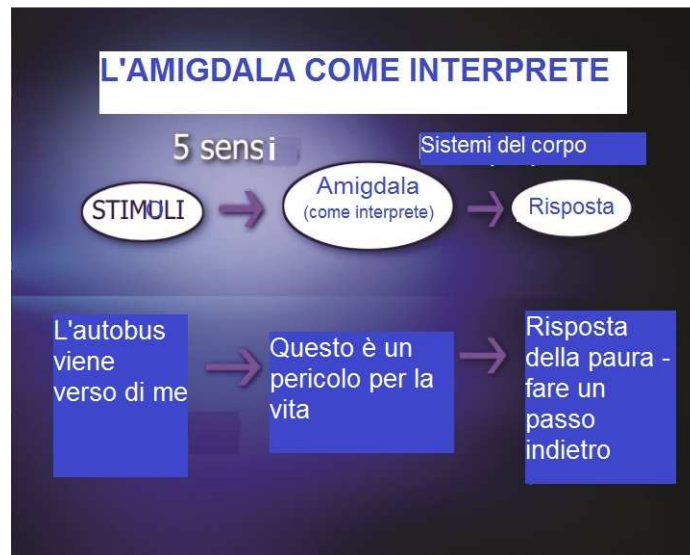 L'AMIGDALA COME INTERPRETE
5 sensi
Sistemi del corpo
STIMOLI
Amigdala
(come interprete)
Risposta
L'autobus
viene
verso di me
Questo è un
pericolo per la
vita
Risposta
della paura -
fare un
passo
indietro